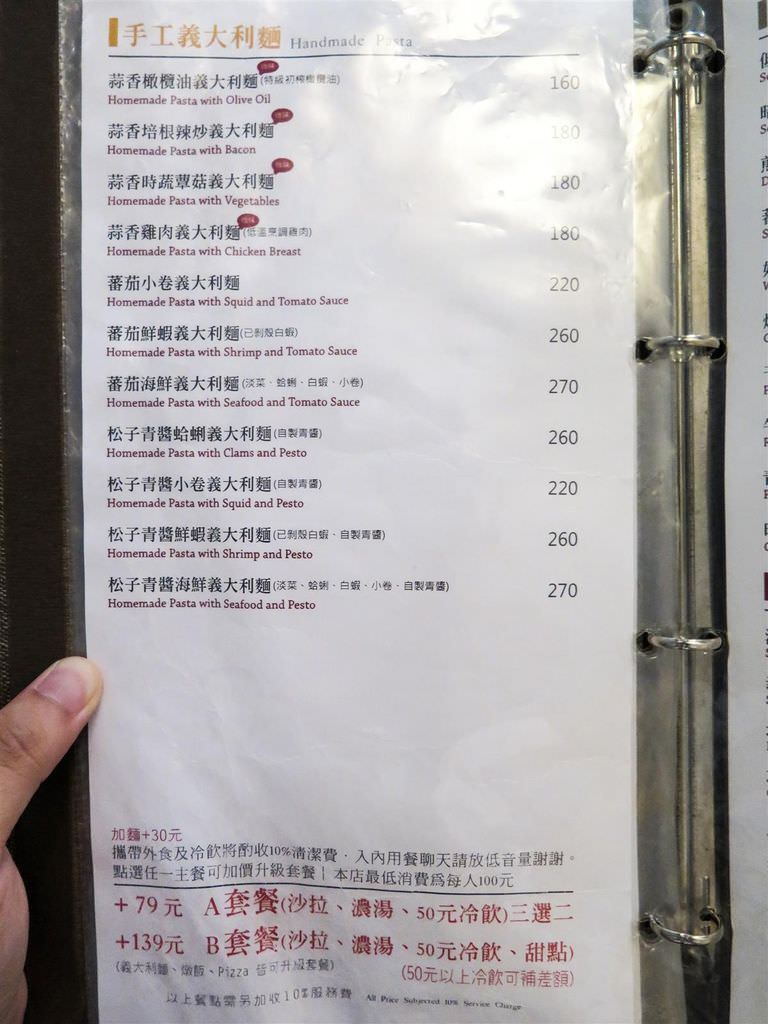 手工義大利麵 Handmade Pasta
蒜香橄欖油義大利麵(特級初榨橄欖油) 160
Homemade Pasta with Olive Oil
蒜香培根辣炒義大利麵 180
Homemade Pasta with Bacon
蒜香時蔬蕈菇義大利麵 180
Homemade Pasta with Vegetables
蒜香雞肉義大利麵(低溫烹調雞肉) 180
Homemade Pasta with Chicken Breast
蕃茄小卷義大利麵 220
Homemade Pasta with Squid and Tomato Sauce
蕃茄鮮蝦義大利麵(已剝殼白蝦) 260
Homemade Pasta with Shrimp and Tomato Sauce
蕃茄海鮮義大利麵(淡菜、蛤蜊、白蝦、小卷) 270
Homemade Pasta with Seafood and Tomato Sauce
松子青醬蛤蜊義大利麵(自製青醬) 260
Homemade Pasta with Clams and Pesto
松子青醬小卷義大利麵(自製青醬) 220
Homemade Pasta with Squid and Pesto
松子青醬鮮蝦義大利麵(已剝殼白蝦、自製青醬) 260
Homemade Pasta with Shrimp and Pesto
松子青醬海鮮義大利麵(淡菜、蛤蜊、白蝦、小卷、自製青醬) 270
Homemade Pasta with Seafood and Pesto
加麵+30元
攜帶外食及冷飲將酌收10%清潔費．入內用餐聊天請放低音量謝謝。
點選任一主餐可加價升級套餐｜本店最低消費為每人100元
+ 79 元 A套餐(沙拉、濃湯、50元冷飲)三選二
+139元 B套餐(沙拉、濃湯、50元冷飲、甜點)
(義大利麵、燉飯、Pizza 皆可升級套餐) (50元以上冷飲可補差額)
以上餐點需另加收10%服務費 All Price Subjected 10% Service Charge